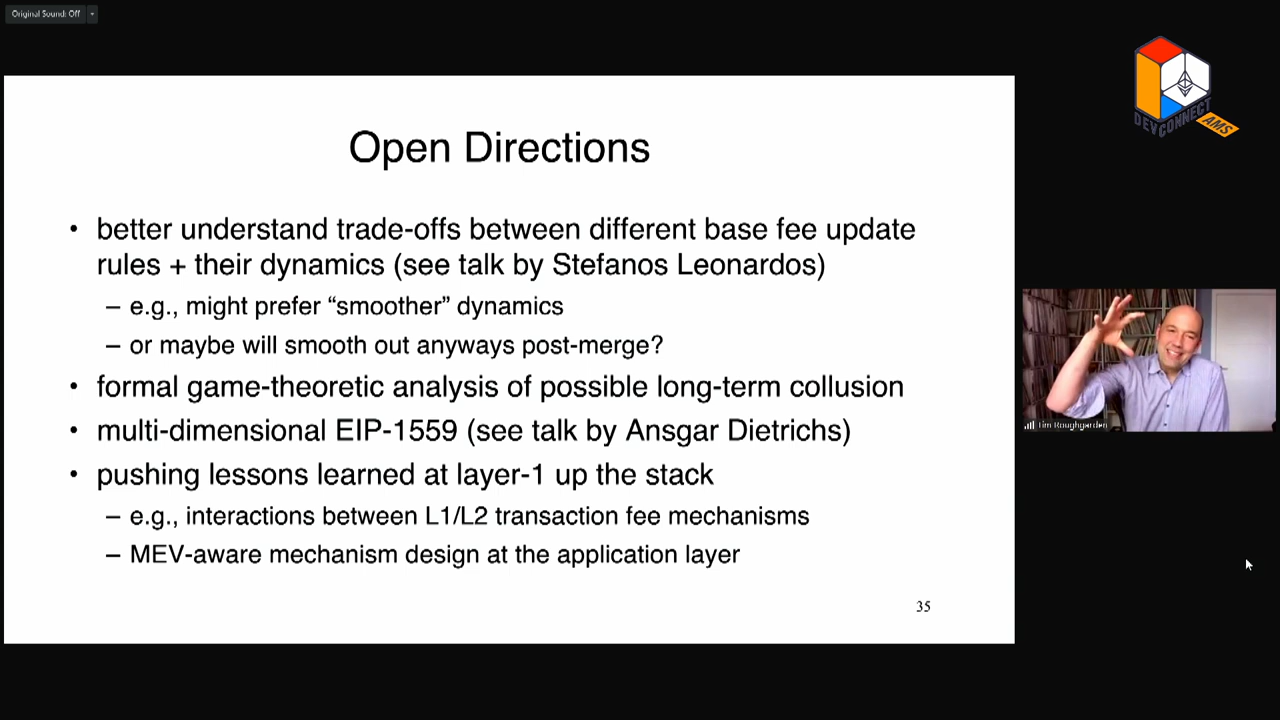 Original Sound: Off
DEVCONNECT
AMS
Open Directions
• better understand trade-offs between different base fee update
rules + their dynamics (see talk by Stefanos Leonardos)
– e.g., might prefer “smoother” dynamics
– or maybe will smooth out anyways post-merge?
• formal game-theoretic analysis of possible long-term collusion
• multi-dimensional EIP-1559 (see talk by Ansgar Dietrichs)
• pushing lessons learned at layer-1 up the stack
– e.g., interactions between L1/L2 transaction fee mechanisms
– MEV-aware mechanism design at the application layer
35
Tim Roughgarden